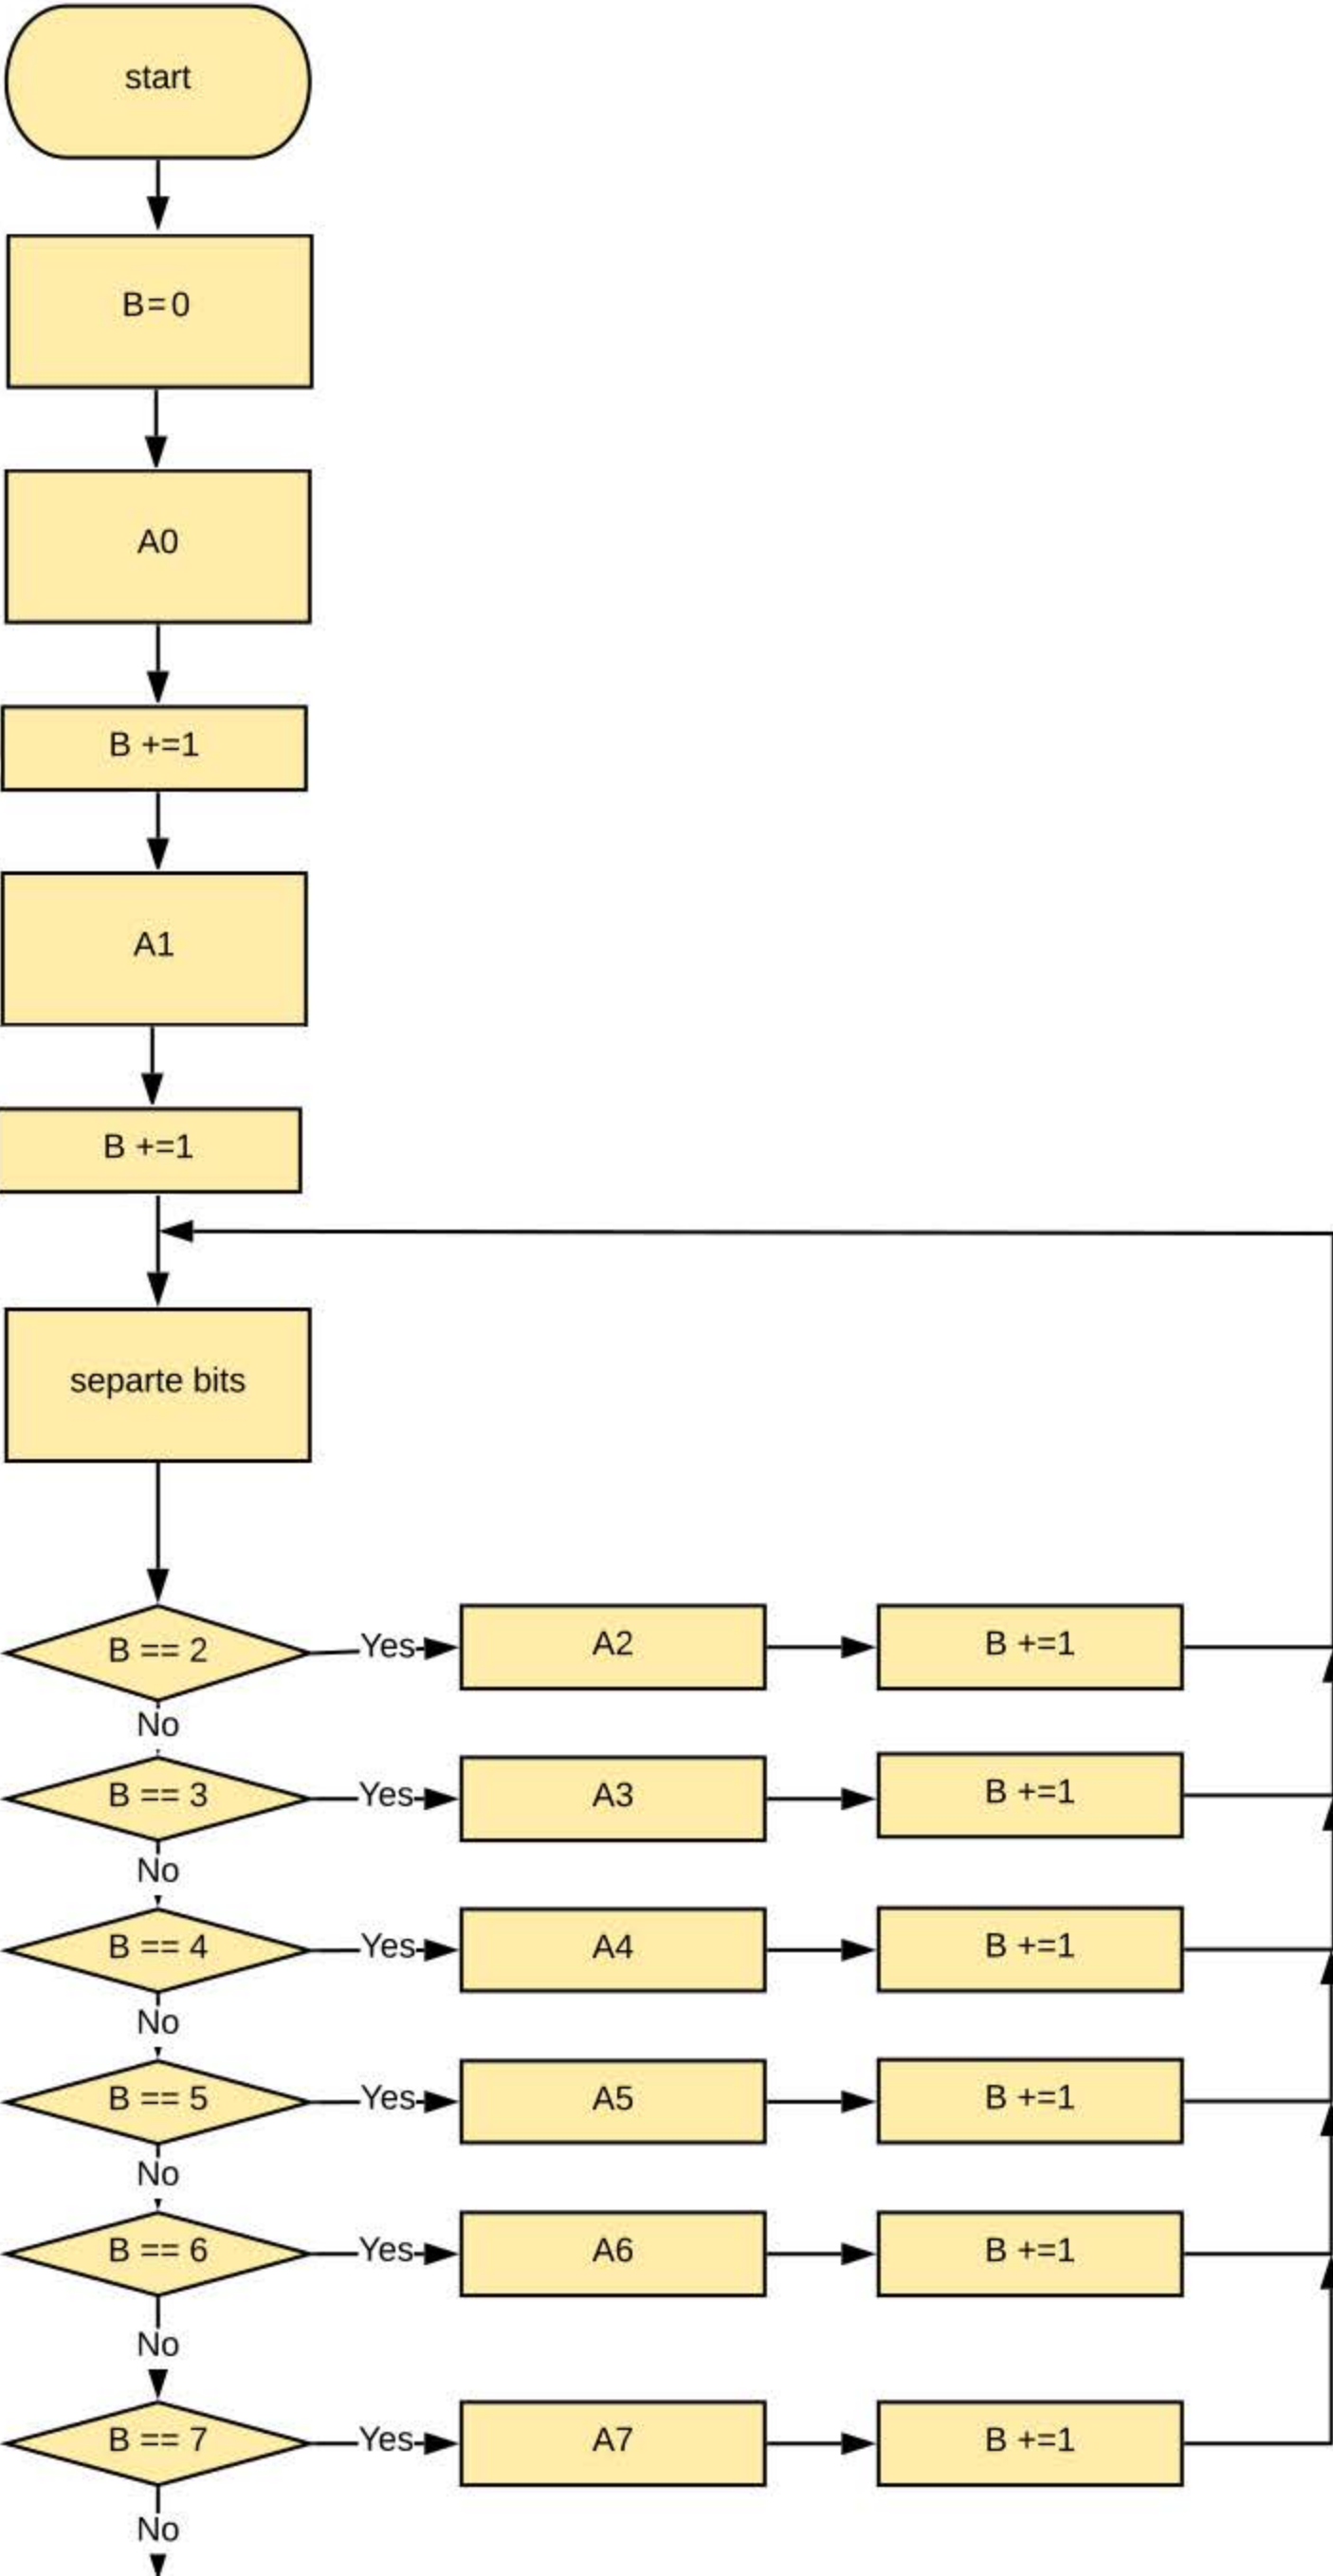 start
B=0
A0
B +=1
A1
B +=1
separte bits
B == 2
Yes
A2
B +=1
No
B == 3
Yes
A3
B +=1
No
B == 4
Yes
A4
B +=1
No
B == 5
Yes
A5
B +=1
No
B == 6
Yes
A6
B +=1
No
B == 7
Yes
A7
B +=1
No